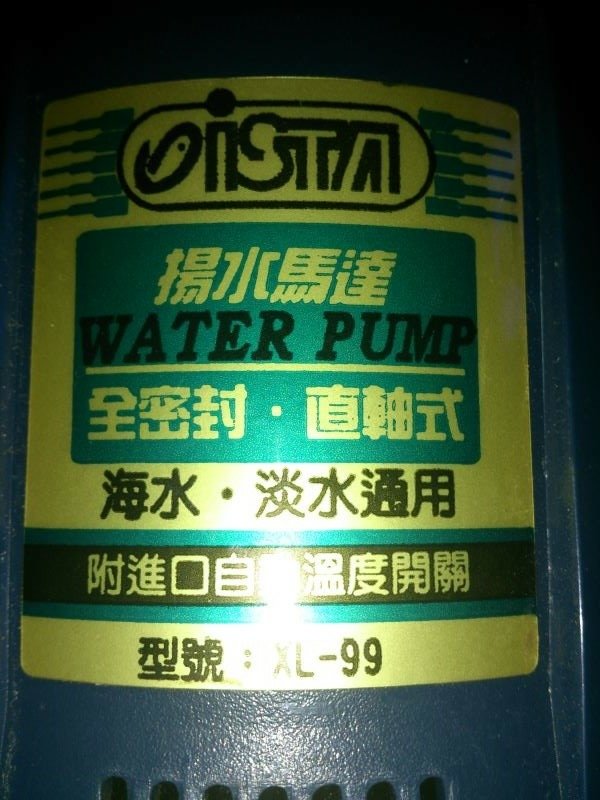 iSTA
揚水馬達
WATER PUMP
全密封・直軸式
海水・淡水通用
附進口自 溫度開關
型號：XL-99